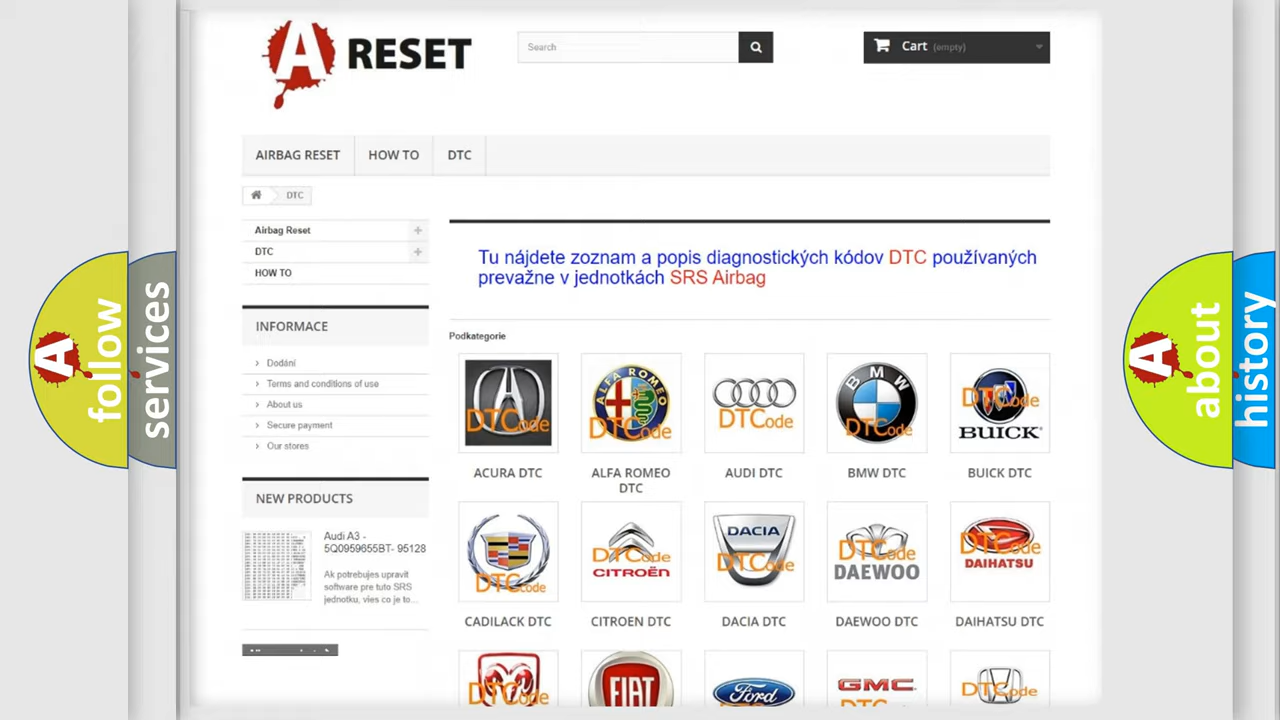 A RESET
Search
Cart (empty)
AIRBAG RESET
HOW TO
DTC
DTC
Airbag Reset
DTC
HOW TO
INFORMACE
Dodání
Terms and conditions of use
About us
Secure payment
Our stores
NEW PRODUCTS
Audi A3 -
5Q0959655BT- 95128
Ak potrebujes upravit
software pre tuto SRS
jednotku, vies co je to...
Tu nájdete zoznam a popis diagnostických kódov DTC používaných
prevažne v jednotkách SRS Airbag
Podkategorie
DTCode
ALFA ROMEO
DTCode
DTCode
BMW
DTCode
DTCode
BUICK
ACURA DTC
ALFA ROMEO
DTC
AUDI DTC
BMW DTC
BUICK DTC
DTCode
DTCode
CITROËN
DACIA
DTCode
DTCode
DAEWOO
DTCode
DAIHATSU
CADILACK DTC
CITROEN DTC
DACIA DTC
DAEWOO DTC
DAIHATSU DTC
DTCode
FIAT
Ford
GMC
DTCode
A follow
services
A about
history